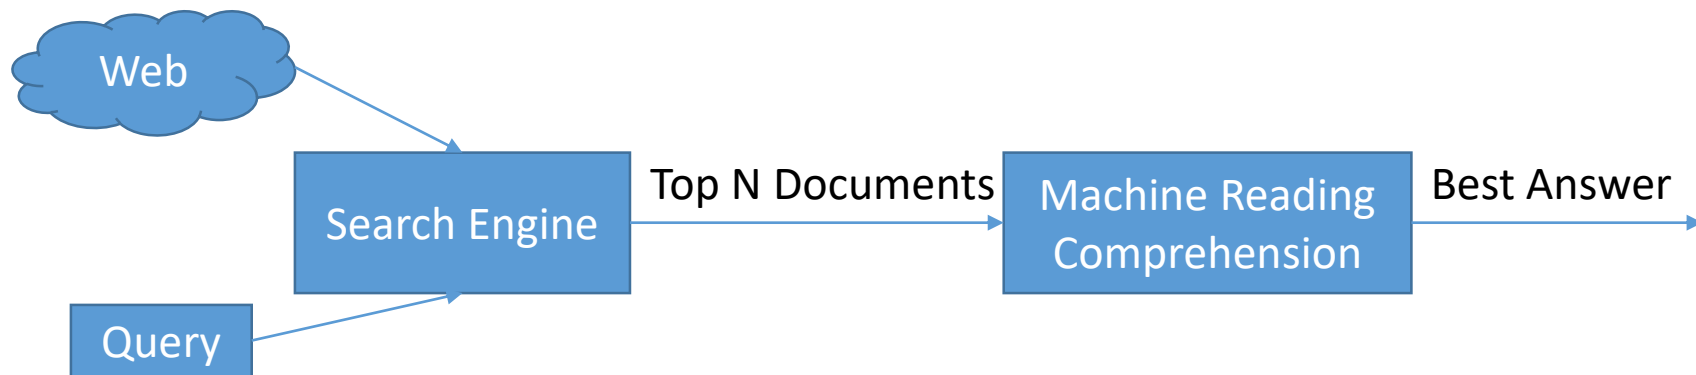 Web
Search Engine
Top N Documents
Machine Reading
Comprehension
Best Answer
Query